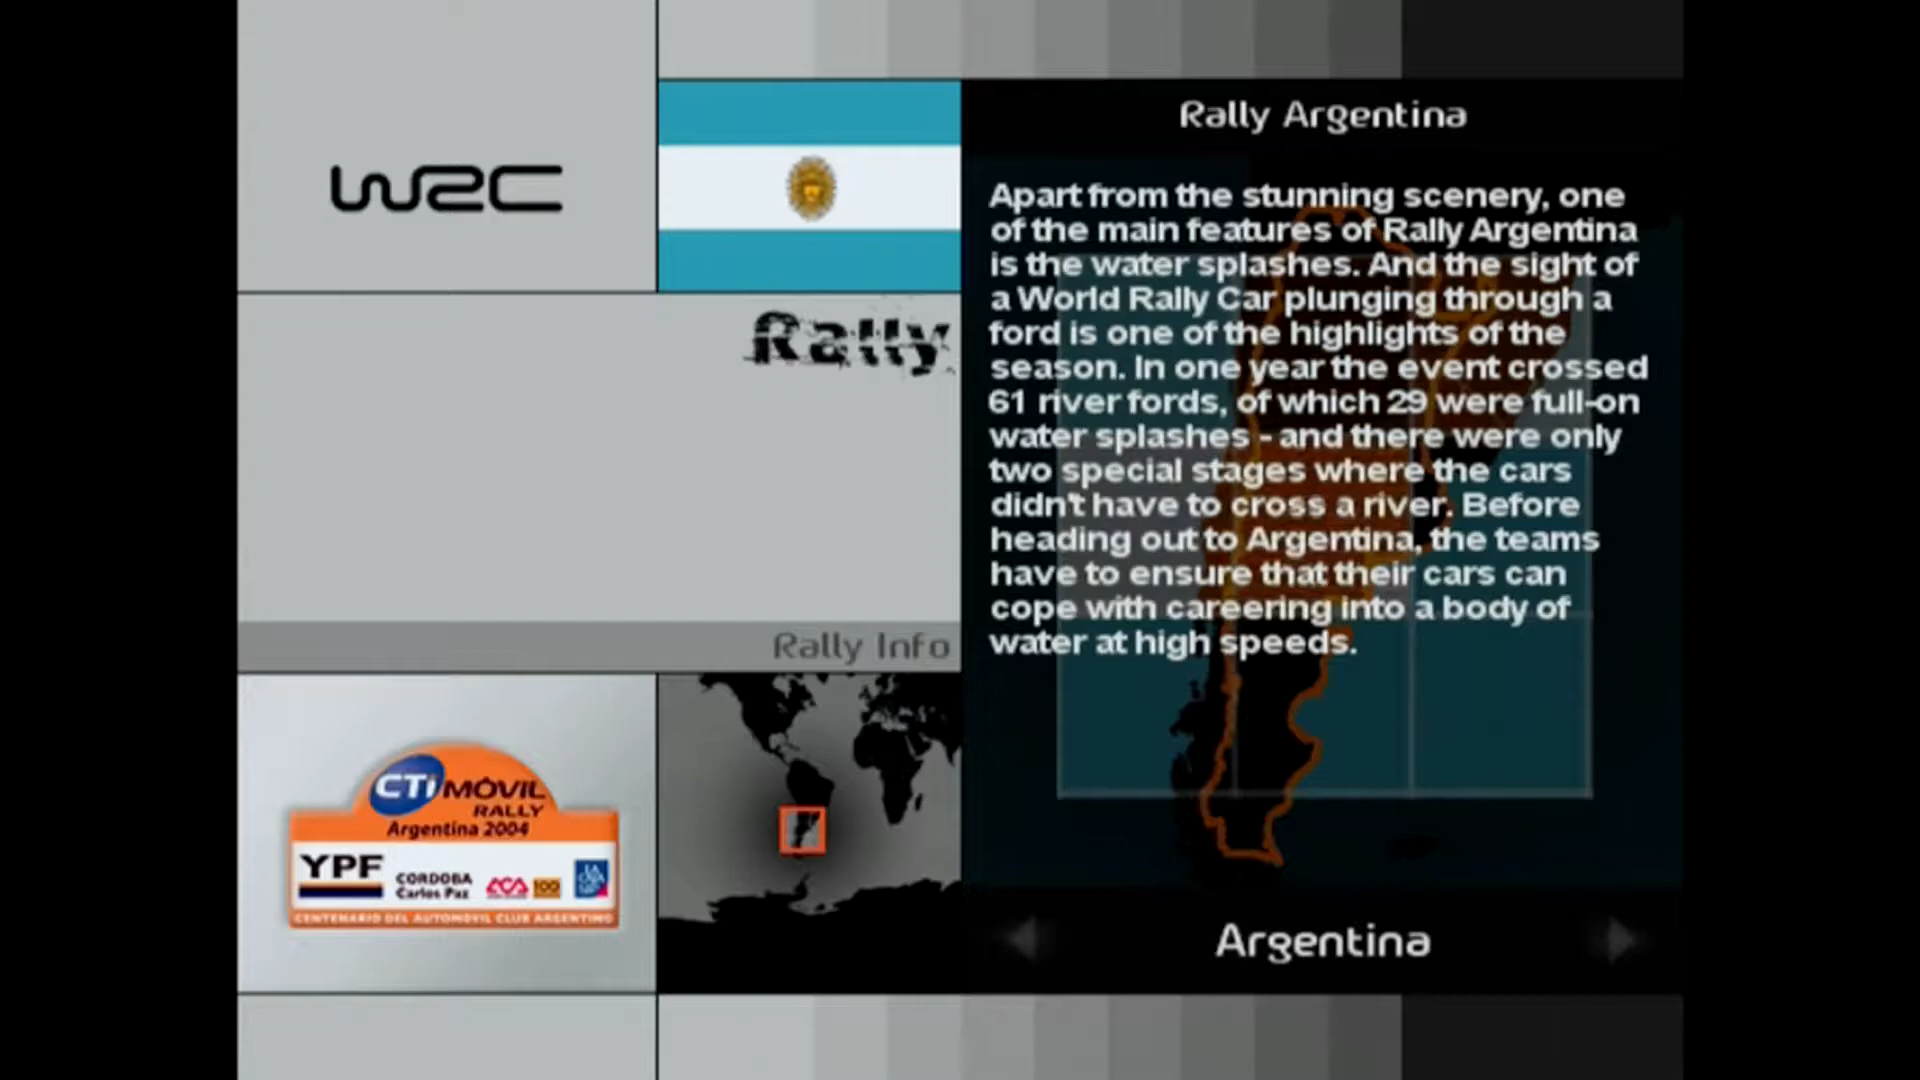 WRC
Rally
Rally Info
CTI MÓVIL
RALLY
Argentina 2004
YPF
CORDOBA
Carlos Paz
ACA 100
CENTENARIO DEL AUTOMOVIL CLUB ARGENTINO
Rally Argentina
Apart from the stunning scenery, one
of the main features of Rally Argentina
is the water splashes. And the sight of
a World Rally Car plunging through a
ford is one of the highlights of the
season. In one year the event crossed
61 river fords, of which 29 were full-on
water splashes - and there were only
two special stages where the cars
didn't have to cross a river. Before
heading out to Argentina, the teams
have to ensure that their cars can
cope with careering into a body of
water at high speeds.
Argentina